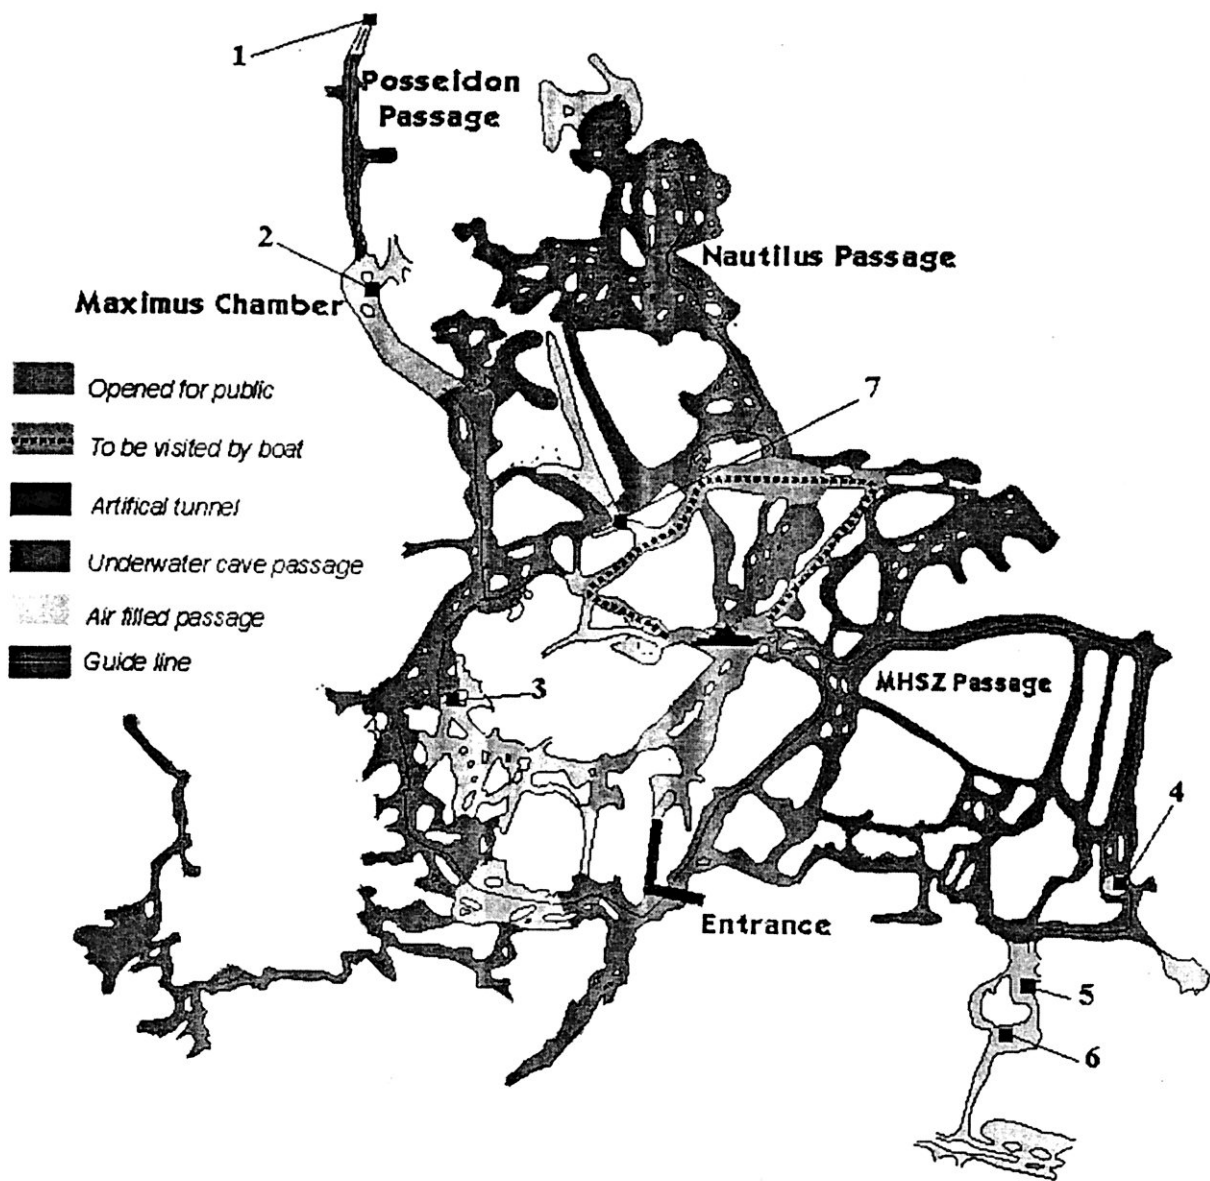 1
Posseidon
Passage
2
Nautilus Passage
Maximus Chamber
7
Opened for public
To be visited by boat
Artifical tunnel
Underwater cave passage
Air filled passage
Guide line
3
MHSZ Passage
4
Entrance
5
6